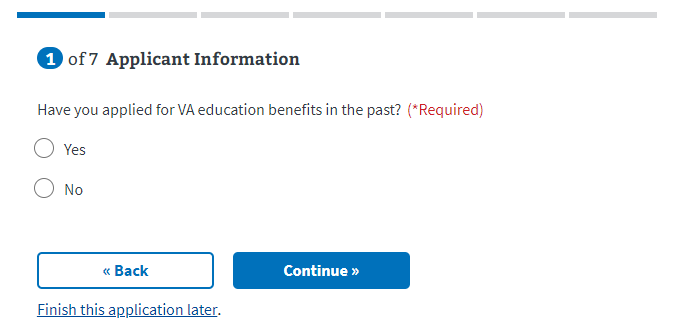 1 of 7 Applicant Information
Have you applied for VA education benefits in the past? (*Required)
Yes
No
« Back
Continue »
Finish this application later.